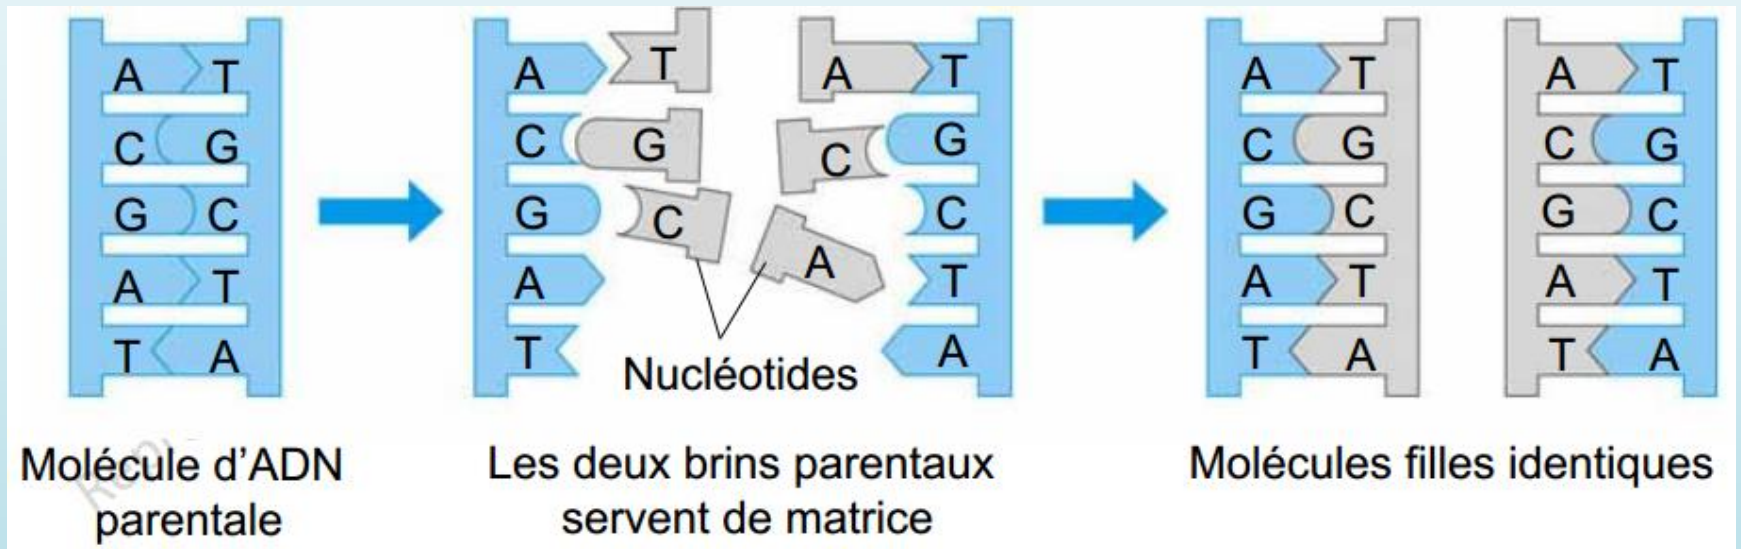 A T A T A T A T A T
C G C G C G C G C G
G C G C C G C G C
A T A A T A T A T
T A T A T A T A
Nucléotides
Molécule d'ADN
parentale
Les deux brins parentaux
servent de matrice
Molécules filles identiques